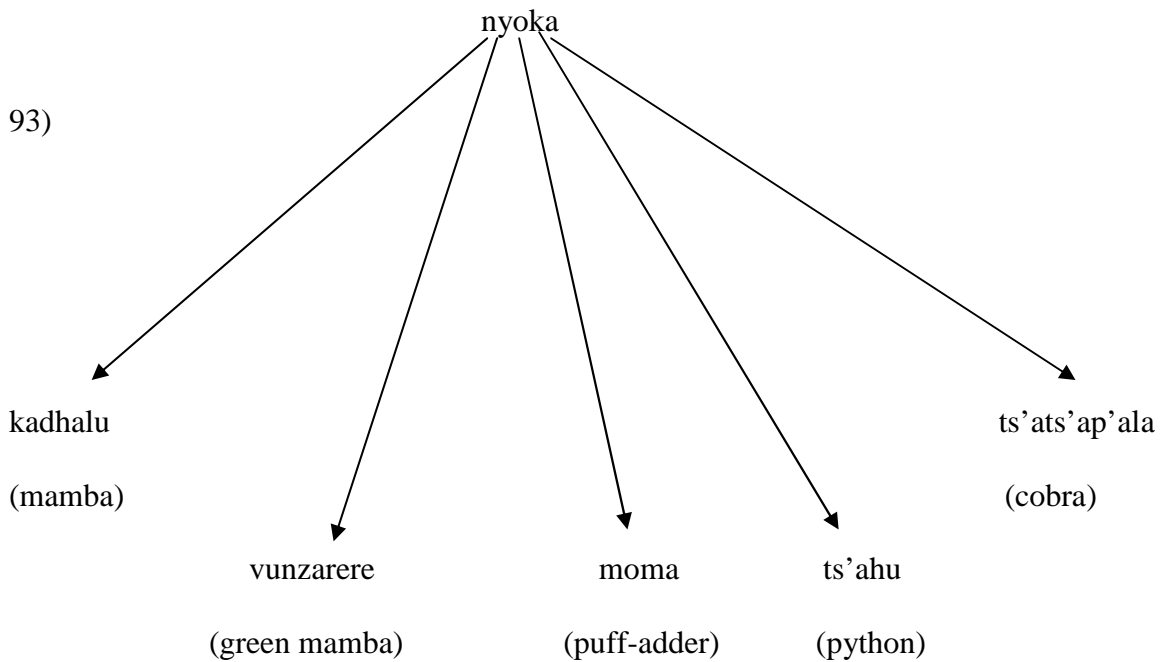 nyoka
93)
kadhalu ts’ats’ap’ala
(mamba) (cobra)
vunzarere moma ts’ahu
(green mamba) (puff-adder) (python)